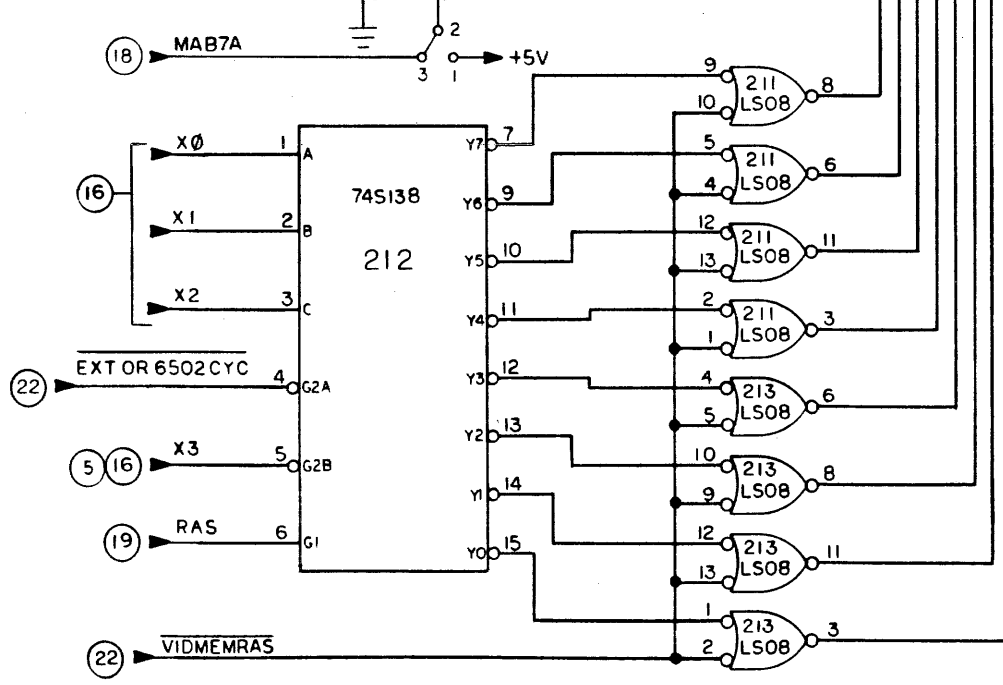 18 MAB7A 2
3 1 +5V
9 211 8
10 LS08
16 XØ 1 A Y7 7
74S138
5 211 6
4 LS08
Y6 9
X1 2 B
212
12 211 11
13 LS08
Y5 10
X2 3 C Y4 11
2 211 3
1 LS08
EXT OR 6502CYC
22 4 G2A Y3 12
4 213 6
5 LS08
5 16 X3 5 G2B Y2 13
10 213 8
9 LS08
Y1 14
19 RAS 6 G1 Y0 15
12 213 11
13 LS08
1 213 3
2 LS08
22 VIDMEMRAS